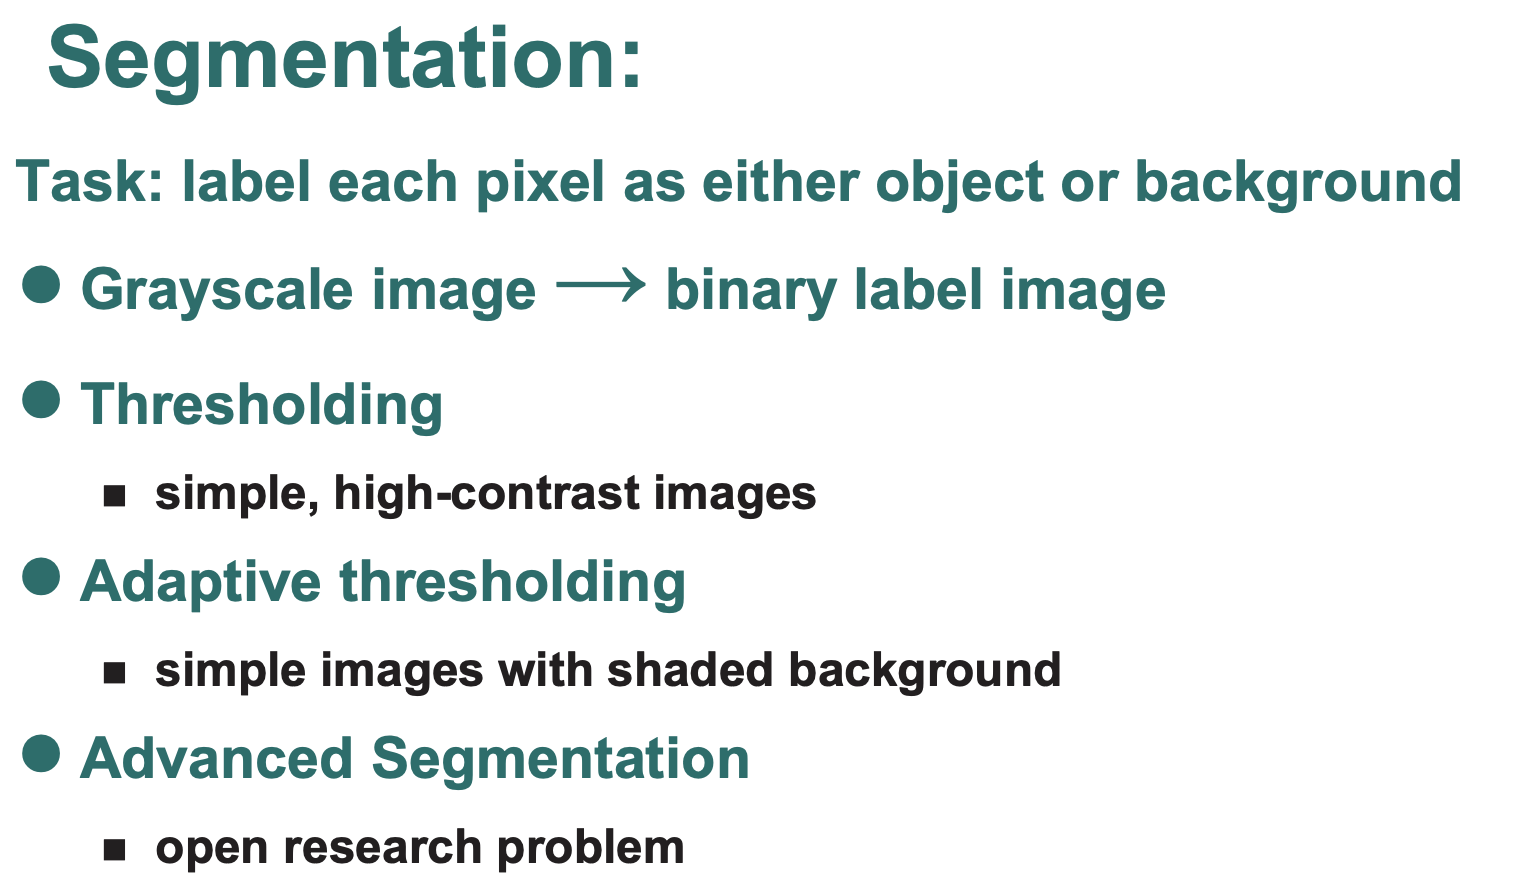 Segmentation:
Task: label each pixel as either object or background
● Grayscale image ⟶ binary label image
● Thresholding
■ simple, high-contrast images
● Adaptive thresholding
■ simple images with shaded background
● Advanced Segmentation
■ open research problem